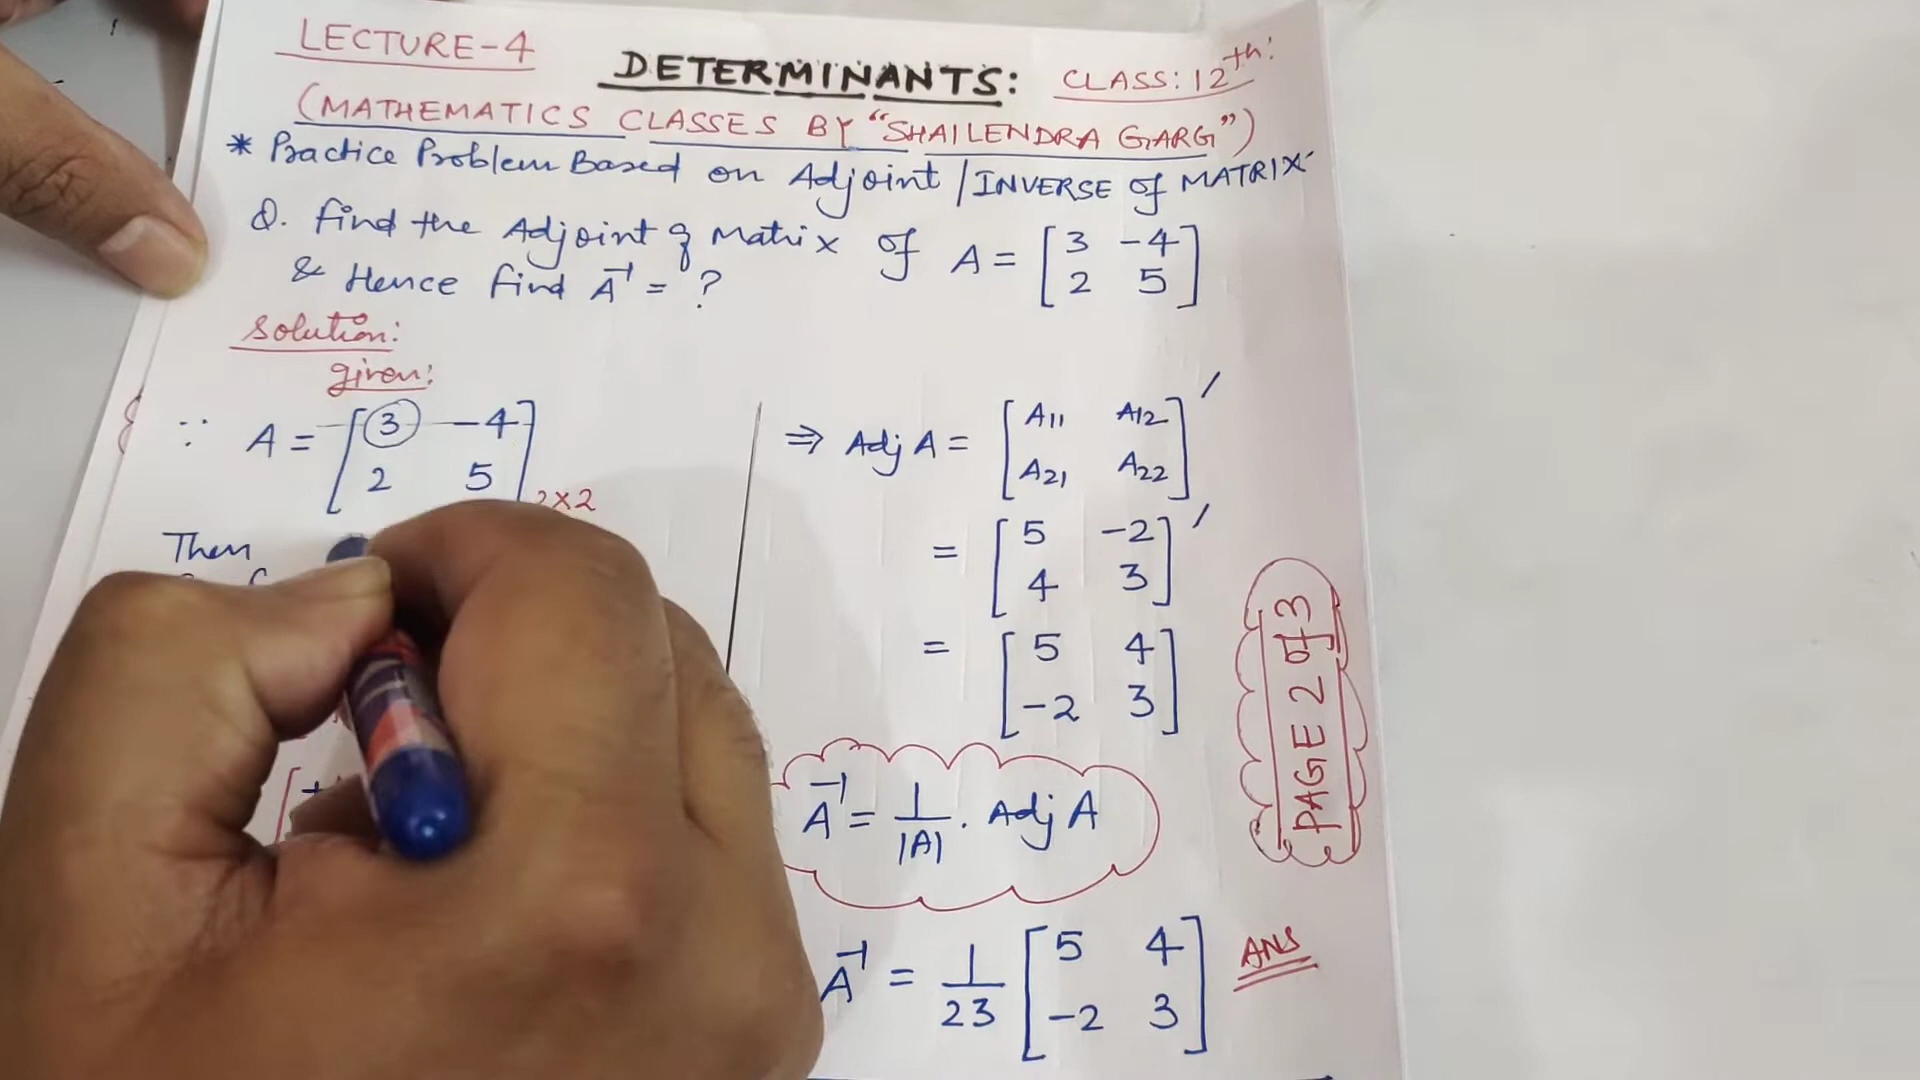 LECTURE-4
DETERMINANTS:
CLASS: 12th:
(MATHEMATICS CLASSES BY "SHAILENDRA GARG")
* Practice Problem Based on Adjoint / INVERSE of MATRIX
Q. find the Adjoint of Matrix of A = [3 -4
2 5]
& Hence find A⁻¹ = ?
Solution:
given:
∵ A = [3 -4
2 5] 2×2
Then
⇒ Adj A = [A11 A12
A21 A22]′
= [5 -2
4 3]′
= [5 4
-2 3]
A⁻¹ = 1/|A| . Adj A
A⁻¹ = 1/23 [5 4
-2 3] ANS
PAGE 2 of 3